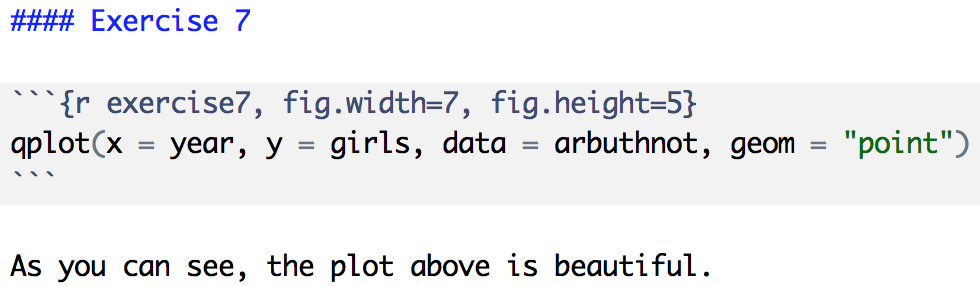 #### Exercise 7
```{r exercise7, fig.width=7, fig.height=5}
qplot(x = year, y = girls, data = arbuthnot, geom = "point")
```
As you can see, the plot above is beautiful.